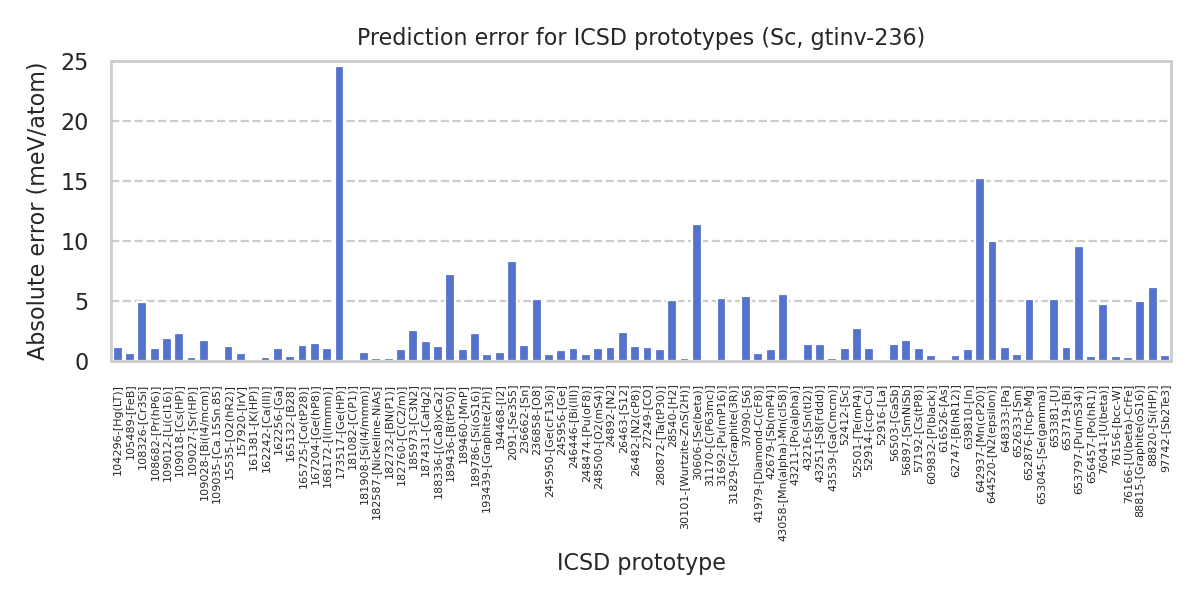 Prediction error for ICSD prototypes (Sc, gtinv-236)
Absolute error (meV/atom)
25
20
15
10
5
0
104296-[Hg(LT)]
105489-[FeB]
108326-[Cr3Si]
108682-[Pr(hP6)]
109012-[Li(cI16)]
109018-[Cs(HP)]
109027-[Sr(HP)]
109028-[Bi(I4/mcm)]
109035-[Ca.15Sn.85]
15535-[O2(hR2)]
157920-[IrV]
161381-[K(HP)]
162242-[Ca(III)]
162256-[Ga]
165132-[B28]
165725-[Co(tP28)]
167204-[Ge(hP8)]
168172-[I(Immm)]
173517-[Ge(HP)]
181082-[C(P1)]
181908-[Si(I4/mmm)]
182587-[Nickeline-NiAs]
182732-[BN(P1)]
182760-[C(C2/m)]
185973-[C3N2]
187431-[CaHg2]
188336-[(Ca8)xCa2]
189436-[B(tP50)]
189460-[MnP]
189786-[Si(oS16)]
193439-[Graphite(2H)]
194468-[I2]
2091-[Se3S5]
236662-[Sn]
236858-[O8]
245950-[Ge(cF136)]
245956-[Ge]
246446-[Bi(III)]
248474-[Pu(oF8)]
248500-[O2(mS4)]
24892-[N2]
26463-[S12]
26482-[N2(cP8)]
27249-[CO]
280872-[Ta(tP30)]
28540-[H2]
30101-[Wurtzite-ZnS(2H)]
30606-[Se(beta)]
31170-[C(P63mc)]
31692-[Pu(mP16)]
31829-[Graphite(3R)]
37090-[S6]
41979-[Diamond-C(cF8)]
42679-[Sb(mP4)]
43058-[Mn(alpha)-Mn(cI58)]
43211-[Po(alpha)]
43216-[Sn(tI2)]
43251-[S8(Fddd)]
43539-[Ga(Cmcm)]
52412-[Sc]
52501-[Te(mP4)]
52914-[fcc-Cu]
52916-[La]
56503-[GaSb]
56897-[SmNiSb]
57192-[Cs(tP8)]
609832-[P(black)]
616526-[As]
62747-[B(hR12)]
639810-[In]
642937-[Mn(cP20)]
644520-[N2(epsilon)]
648333-[Pa]
652633-[Sm]
652876-[hcp-Mg]
653045-[Se(gamma)]
653381-[U]
653719-[Bi]
653797-[Pu(mS34)]
656457-[Po(hR1)]
76041-[U(beta)]
76156-[bcc-W]
76166-[U(beta)-CrFe]
88815-[Graphite(oS16)]
88820-[Si(HP)]
97742-[Sb2Te3]
ICSD prototype